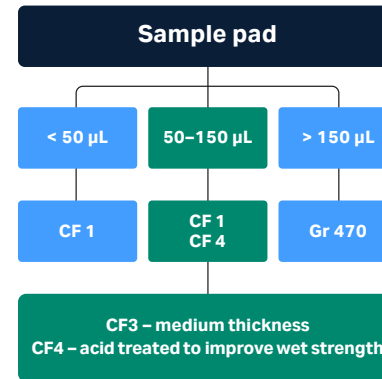 Sample pad
< 50 µL
50–150 µL
> 150 µL
CF 1
CF 1
CF 4
Gr 470
CF3 – medium thickness
CF4 – acid treated to improve wet strength